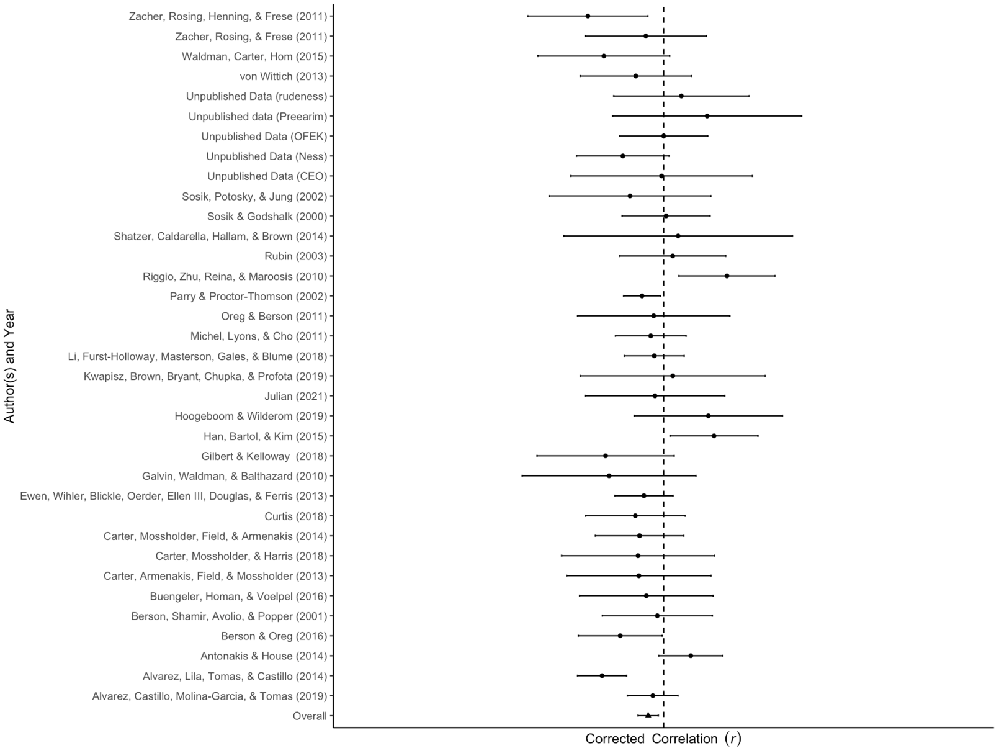 Zacher, Rosing, Henning, & Frese (2011)
Zacher, Rosing, & Frese (2011)
Waldman, Carter, Hom (2015)
von Wittich (2013)
Unpublished Data (rudeness)
Unpublished data (Preearim)
Unpublished Data (OFEK)
Unpublished Data (Ness)
Unpublished Data (CEO)
Sosik, Potosky, & Jung (2002)
Sosik & Godshalk (2000)
Shatzer, Caldarella, Hallam, & Brown (2014)
Rubin (2003)
Riggio, Zhu, Reina, & Maroosis (2010)
Parry & Proctor-Thomson (2002)
Oreg & Berson (2011)
Michel, Lyons, & Cho (2011)
Li, Furst-Holloway, Masterson, Gales, & Blume (2018)
Kwapisz, Brown, Bryant, Chupka, & Profota (2019)
Julian (2021)
Hoogeboom & Wilderom (2019)
Han, Bartol, & Kim (2015)
Gilbert & Kelloway (2018)
Galvin, Waldman, & Balthazard (2010)
Ewen, Wihler, Blickle, Oerder, Ellen III, Douglas, & Ferris (2013)
Curtis (2018)
Carter, Mossholder, Field, & Armenakis (2014)
Carter, Mossholder, & Harris (2018)
Carter, Armenakis, Field, & Mossholder (2013)
Buengeler, Homan, & Voelpel (2016)
Berson, Shamir, Avolio, & Popper (2001)
Berson & Oreg (2016)
Antonakis & House (2014)
Alvarez, Lila, Tomas, & Castillo (2014)
Alvarez, Castillo, Molina-Garcia, & Tomas (2019)
Overall
Author(s) and Year
Corrected Correlation (r)